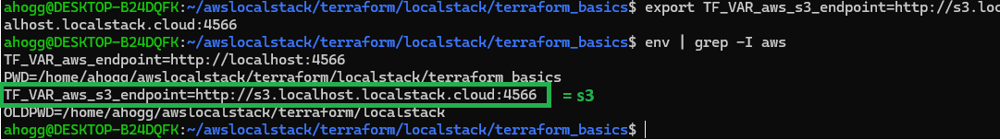 ahogg@DESKTOP-B24DQFK:~/awslocalstack/terraform/localstack/terraform_basics$ export TF_VAR_aws_s3_endpoint=http://s3.loc
alhost.localstack.cloud:4566
ahogg@DESKTOP-B24DQFK:~/awslocalstack/terraform/localstack/terraform_basics$ env | grep -I aws
TF_VAR_aws_endpoint=http://localhost:4566
PWD=/home/ahogg/awslocalstack/terraform/localstack/terraform_basics
TF_VAR_aws_s3_endpoint=http://s3.localhost.localstack.cloud:4566 = s3
OLDPWD=/home/ahogg/awslocalstack/terraform/localstack
ahogg@DESKTOP-B24DQFK:~/awslocalstack/terraform/localstack/terraform_basics$